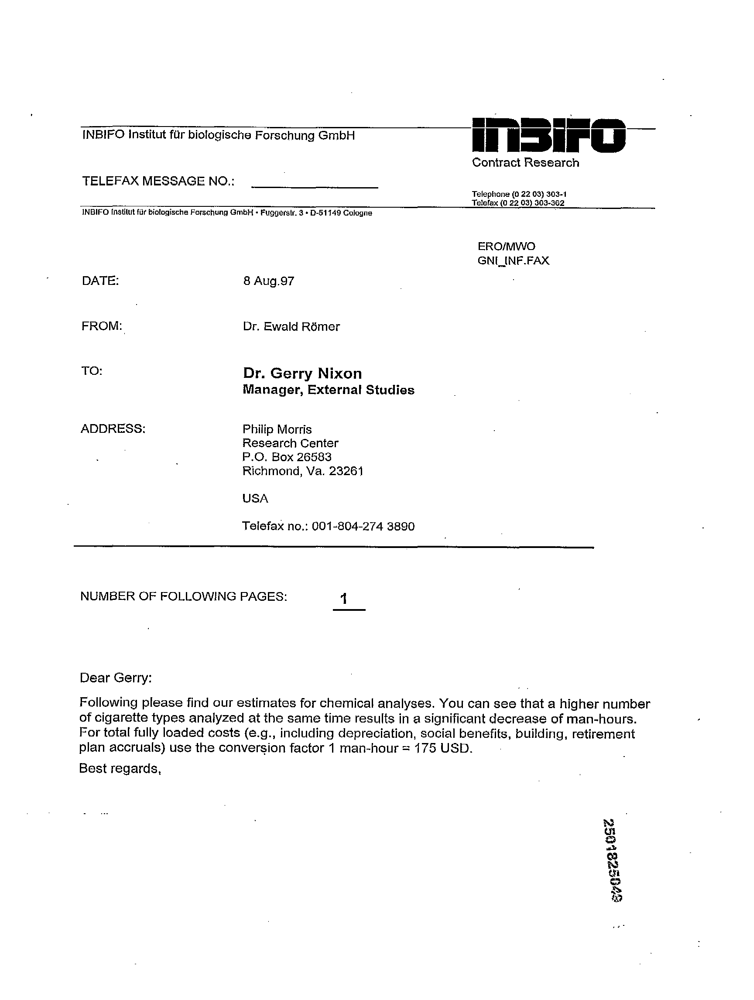 INBIFO Institut für biologische Forschung GmbH
INBIFO
Contract Research
TELEFAX MESSAGE NO.:
Telephone (0 22 03) 303-1
Telefax (0 22 03) 303-362
INBIFO Institut für biologische Forschung GmbH • Fuggerstr. 3 • D-51149 Cologne
ERO/MWO
GNI_INF.FAX
DATE: 8 Aug.97
FROM: Dr. Ewald Römer
TO: Dr. Gerry Nixon
Manager, External Studies
ADDRESS: Philip Morris
Research Center
P.O. Box 26583
Richmond, Va. 23261
USA
Telefax no.: 001-804-274 3890
NUMBER OF FOLLOWING PAGES: 1
Dear Gerry:
Following please find our estimates for chemical analyses. You can see that a higher number
of cigarette types analyzed at the same time results in a significant decrease of man-hours.
For total fully loaded costs (e.g., including depreciation, social benefits, building, retirement
plan accruals) use the conversion factor 1 man-hour = 175 USD.
Best regards,
2501825049